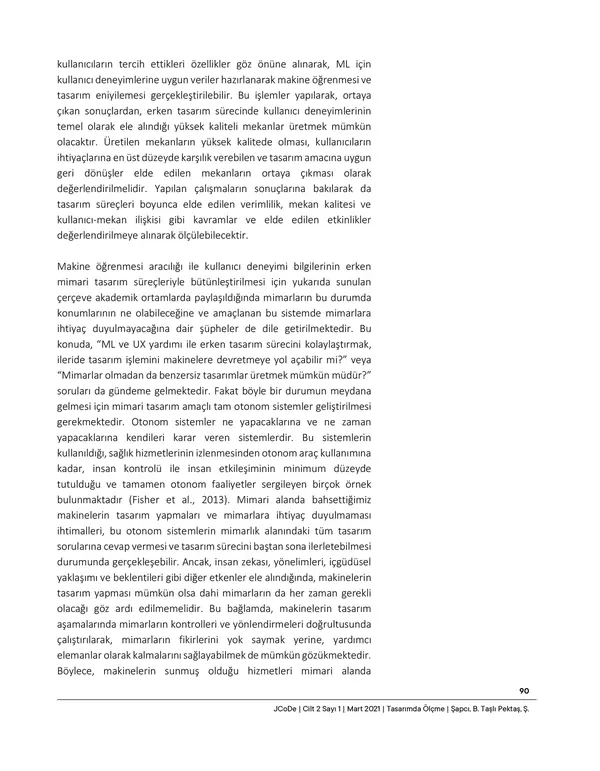 kullanıcıların tercih ettikleri özellikler göz önüne alınarak, ML için
kullanıcı deneyimlerine uygun veriler hazırlanarak makine öğrenmesi ve
tasarım eniyilemesi gerçekleştirilebilir. Bu işlemler yapılarak, ortaya
çıkan sonuçlardan, erken tasarım sürecinde kullanıcı deneyimlerinin
temel olarak ele alındığı yüksek kaliteli mekanlar üretmek mümkün
olacaktır. Üretilen mekanların yüksek kalitede olması, kullanıcıların
ihtiyaçlarına en üst düzeyde karşılık verebilen ve tasarım amacına uygun
geri dönüşler elde edilen mekanların ortaya çıkması olarak
değerlendirilmelidir. Yapılan çalışmaların sonuçlarına bakılarak da
tasarım süreçleri boyunca elde edilen verimlilik, mekan kalitesi ve
kullanıcı-mekan ilişkisi gibi kavramlar ve elde edilen etkinlikler
değerlendirilmeye alınarak ölçülebilecektir.
Makine öğrenmesi aracılığı ile kullanıcı deneyimi bilgilerinin erken
mimari tasarım süreçleriyle bütünleştirilmesi için yukarıda sunulan
çerçeve akademik ortamlarda paylaşıldığında mimarların bu durumda
konumlarının ne olabileceğine ve amaçlanan bu sistemde mimarlara
ihtiyaç duyulmayacağına dair şüpheler de dile getirilmektedir. Bu
konuda, “ML ve UX yardımı ile erken tasarım sürecini kolaylaştırmak,
ileride tasarım işlemini makinelere devretmeye yol açabilir mi?” veya
“Mimarlar olmadan da benzersiz tasarımlar üretmek mümkün müdür?”
soruları da gündeme gelmektedir. Fakat böyle bir durumun meydana
gelmesi için mimari tasarım amaçlı tam otonom sistemler geliştirilmesi
gerekmektedir. Otonom sistemler ne yapacaklarına ve ne zaman
yapacaklarına kendileri karar veren sistemlerdir. Bu sistemlerin
kullanıldığı, sağlık hizmetlerinin izlenmesinden otonom araç kullanımına
kadar, insan kontrolü ile insan etkileşiminin minimum düzeyde
tutulduğu ve tamamen otonom faaliyetler sergileyen birçok örnek
bulunmaktadır (Fisher et al., 2013). Mimari alanda bahsettiğimiz
makinelerin tasarım yapmaları ve mimarlara ihtiyaç duyulmaması
ihtimalleri, bu otonom sistemlerin mimarlık alanındaki tüm tasarım
sorularına cevap vermesi ve tasarım sürecini baştan sona ilerletebilmesi
durumunda gerçekleşebilir. Ancak, insan zekası, yönelimleri, içgüdüsel
yaklaşımı ve beklentileri gibi diğer etkenler ele alındığında, makinelerin
tasarım yapması mümkün olsa dahi mimarların da her zaman gerekli
olacağı göz ardı edilmemelidir. Bu bağlamda, makinelerin tasarım
aşamalarında mimarların kontrolleri ve yönlendirmeleri doğrultusunda
çalıştırılarak, mimarların fikirlerini yok saymak yerine, yardımcı
elemanlar olarak kalmalarını sağlayabilmek de mümkün gözükmektedir.
Böylece, makinelerin sunmuş olduğu hizmetleri mimari alanda
90
JCoDe | Cilt 2 Sayı 1 | Mart 2021 | Tasarımda Ölçme | Şapcı, B. Taşlı Pektaş, Ş.